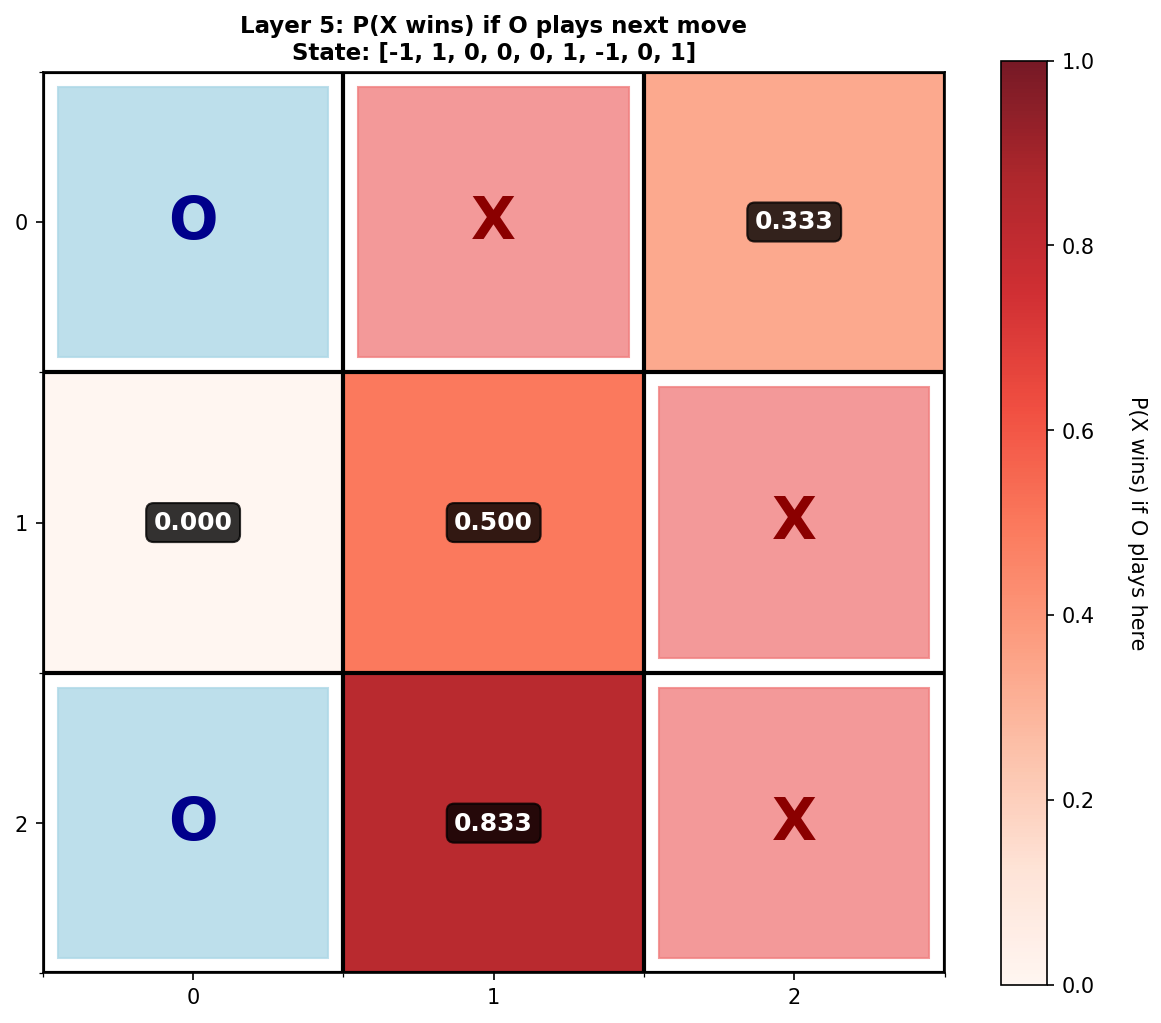 Layer 5: P(X wins) if O plays next move
State: [-1, 1, 0, 0, 0, 1, -1, 0, 1]
0
O
X
0.333
1
0.000
0.500
X
2
O
0.833
X
0
1
2
1.0
0.8
0.6
0.4
0.2
0.0
P(X wins) if O plays here